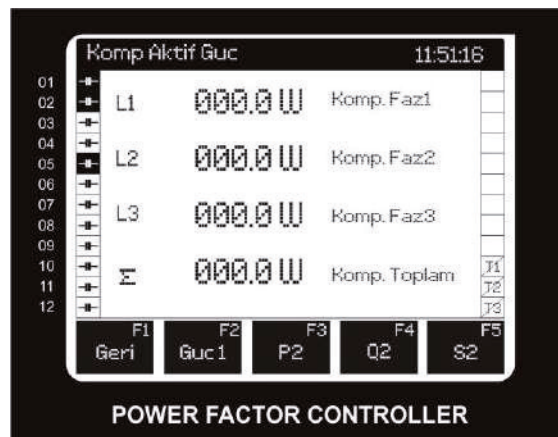 Komp Aktif Guc 11:51:16
01
02
03
04
05
06
07
08
09
10
11
12
L1 000.0 W Komp. Faz1
L2 000.0 W Komp. Faz2
L3 000.0 W Komp. Faz3
Σ 000.0 W Komp. Toplam
T1
T2
T3
F1 F2 F3 F4 F5
Geri Guc1 P2 Q2 S2
POWER FACTOR CONTROLLER